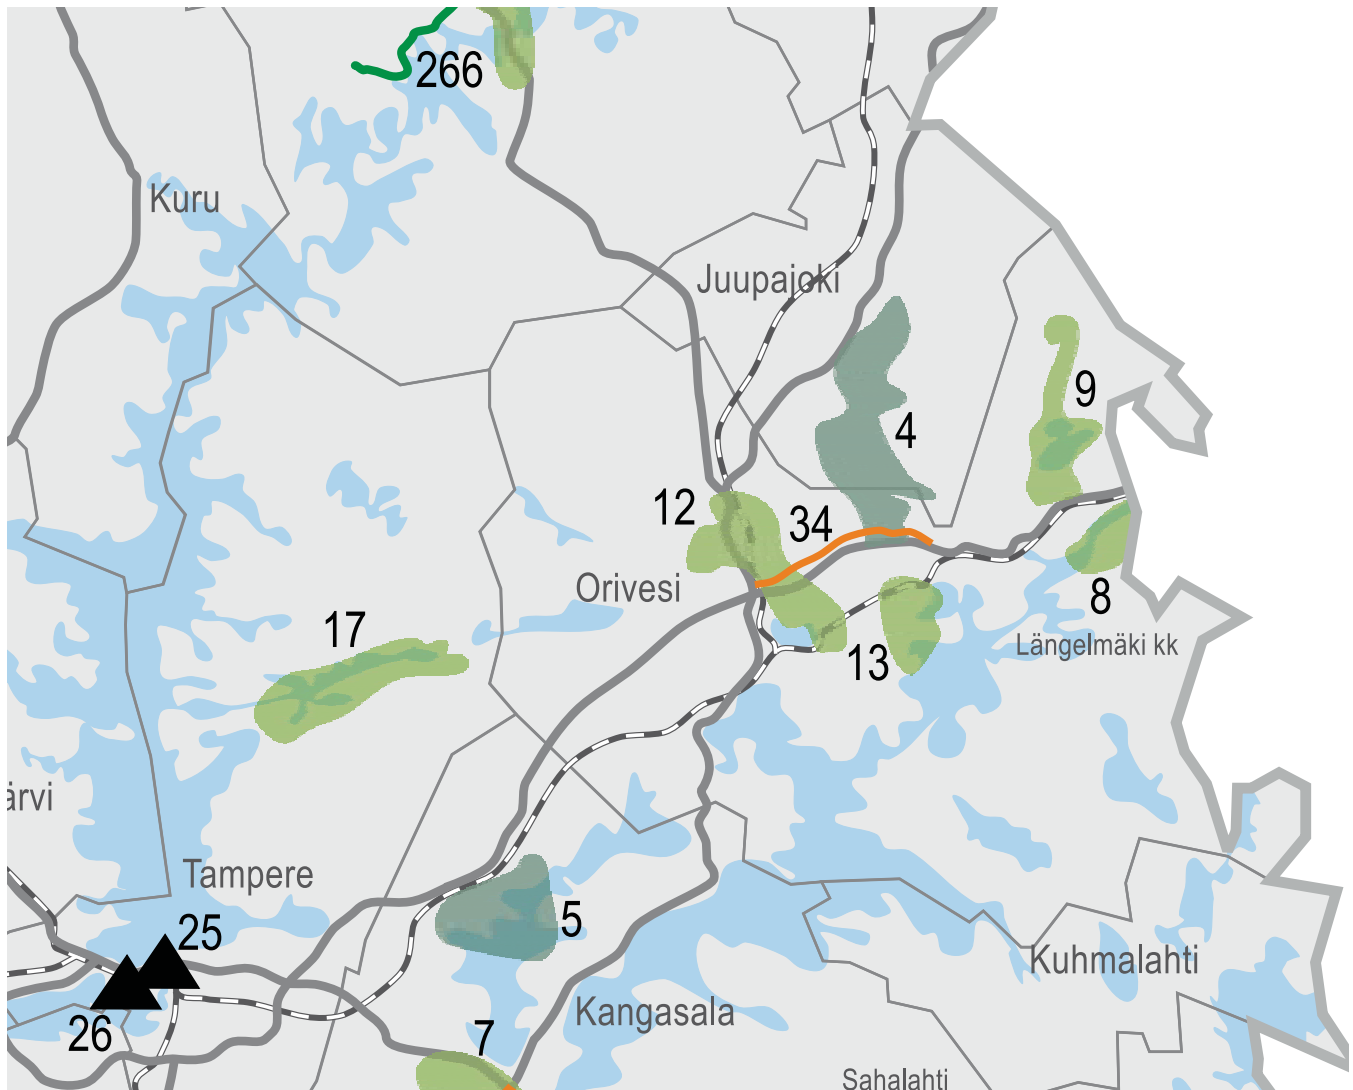 266
Kuru
Juupajoki
9
4
12
34
Orivesi
8
17
13
Längelmäki kk
ärvi
Tampere
5
25
Kuhmalahti
Kangasala
26
7
Sahalahti